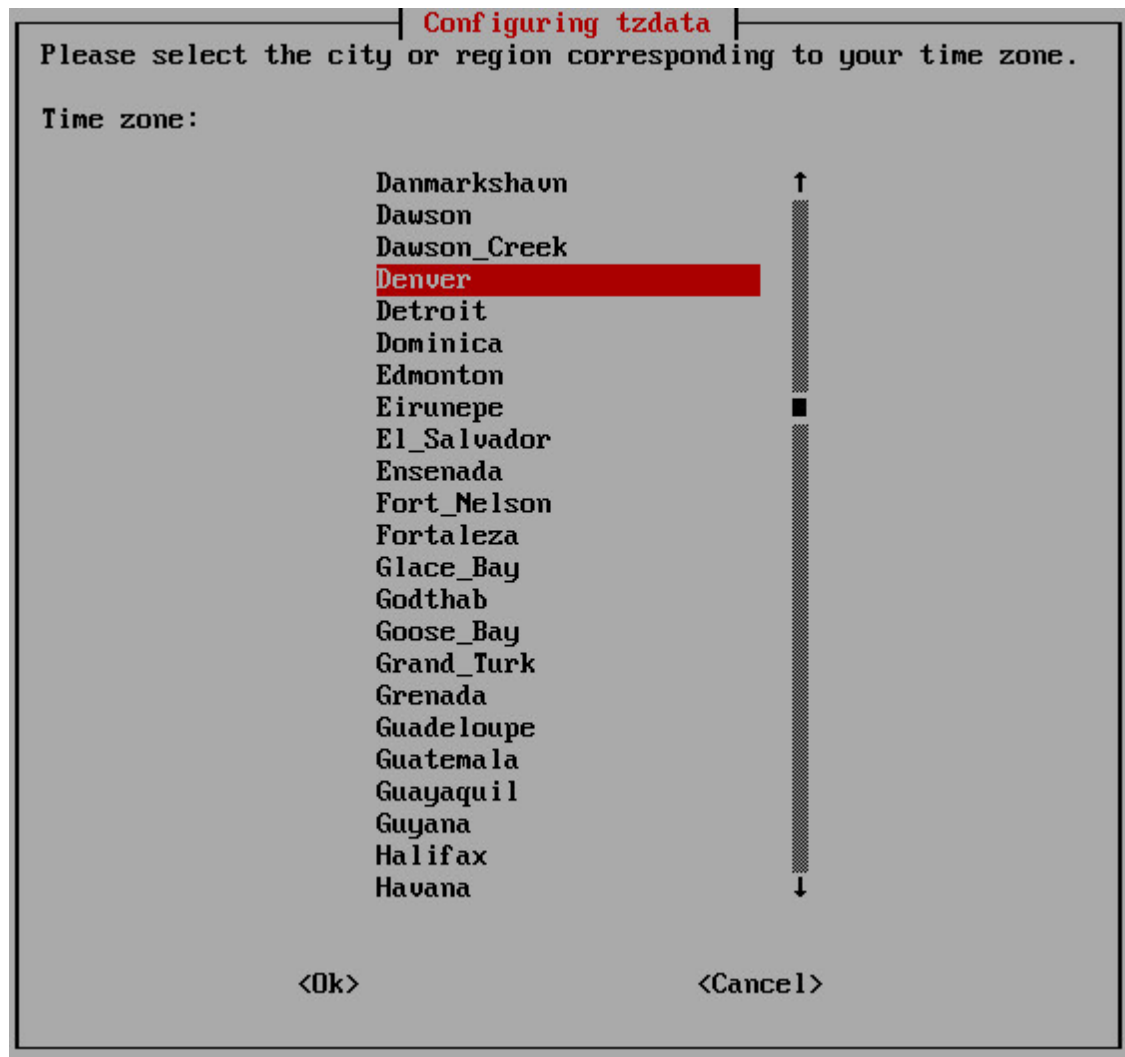 Configuring tzdata
Please select the city or region corresponding to your time zone.
Time zone:
Danmarkshavn
Dawson
Dawson_Creek
Denver
Detroit
Dominica
Edmonton
Eirunepe
El_Salvador
Ensenada
Fort_Nelson
Fortaleza
Glace_Bay
Godthab
Goose_Bay
Grand_Turk
Grenada
Guadeloupe
Guatemala
Guayaquil
Guyana
Halifax
Havana
<Ok> <Cancel>